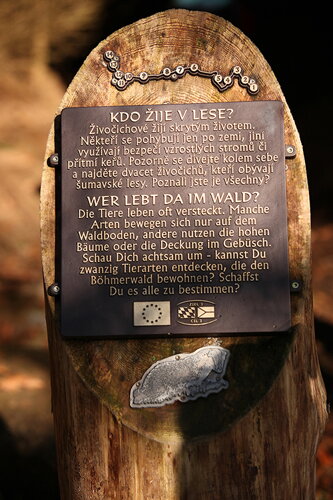 KDO ŽIJE V LESE?
Živočichové žijí skrytým životem.
Někteří se pohybují jen po zemi, jiní
využívají bezpečí vzrostlých stromů či
přítmí keřů. Pozorně se dívejte kolem sebe
a najděte dvacet živočichů, kteří obývají
šumavské lesy. Poznali jste je všechny?
WER LEBT DA IM WALD?
Die Tiere leben oft versteckt. Manche
Arten bewegen sich nur auf dem
Waldboden, andere nutzen die hohen
Bäume oder die Deckung im Gebüsch.
Schau Dich achtsam um - kannst Du
zwanzig Tierarten entdecken, die den
Böhmerwald bewohnen? Schaffst
Du es alle zu bestimmen?
ZIEL 3
CÍL 3